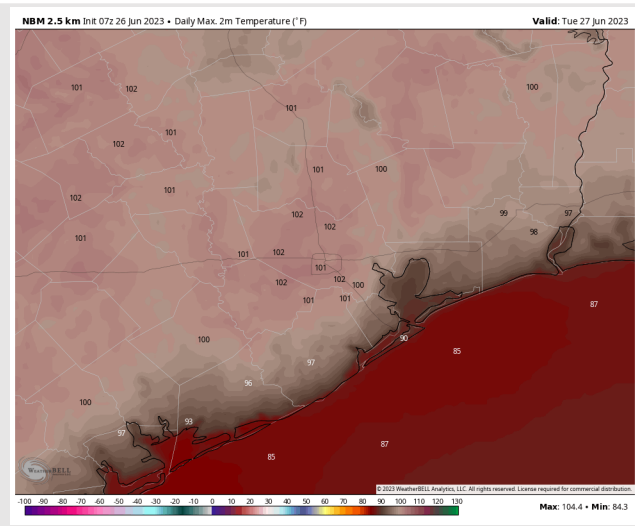 NBM 2.5 km Init 07z 26 Jun 2023 • Daily Max. 2m Temperature (°F) Valid: Tue 27 Jun 2023
101 102 100
101
101
102
101 100
102 101
102 99 97
102 98
101
101 102
101
102 102 100
101 101 87
100 90
85
97
96
100
93
97
87
85
WeatherBELL
© 2023 WeatherBELL Analytics, LLC. All rights reserved. License required for commercial distribution.
-100 -90 -80 -70 -60 -50 -40 -30 -20 -10 0 10 20 30 40 50 60 70 80 90 100 110 120 130
Max: 104.4 • Min: 84.3